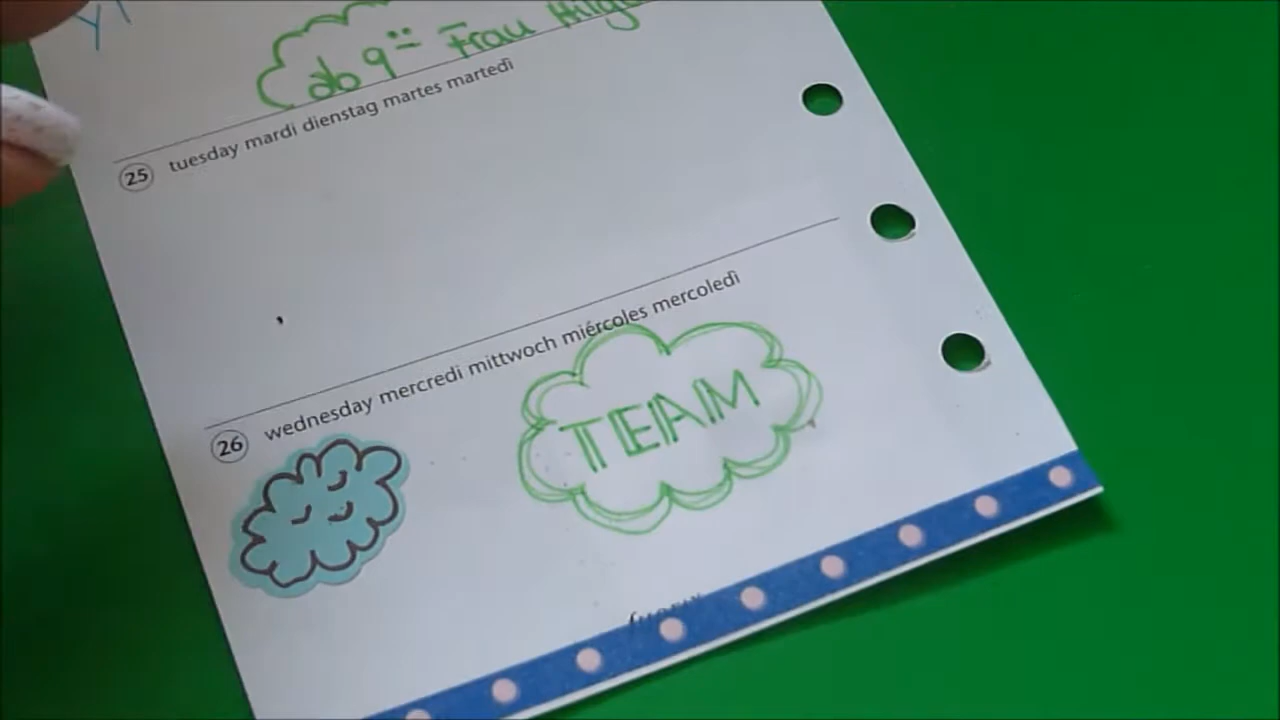 ab 9°° Frau
25 tuesday mardi dienstag martes martedì
26 wednesday mercredi mittwoch miércoles mercoledì
TEAM